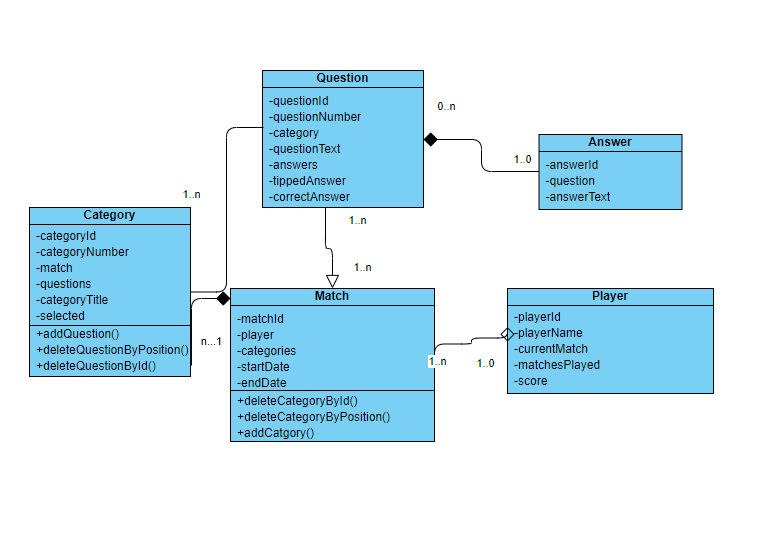 Question
-questionId
-questionNumber
-category
-questionText
-answers
-tippedAnswer
-correctAnswer
0..n
1..0
Answer
-answerId
-question
-answerText
1..n
Category
-categoryId
-categoryNumber
-match
-questions
-categoryTitle
-selected
+addQuestion()
+deleteQuestionByPosition()
+deleteQuestionById()
1..n
1..n
n...1
Match
-matchId
-player
-categories
-startDate
-endDate
+deleteCategoryById()
+deleteCategoryByPosition()
+addCatgory()
1..n
1..0
Player
-playerId
-playerName
-currentMatch
-matchesPlayed
-score